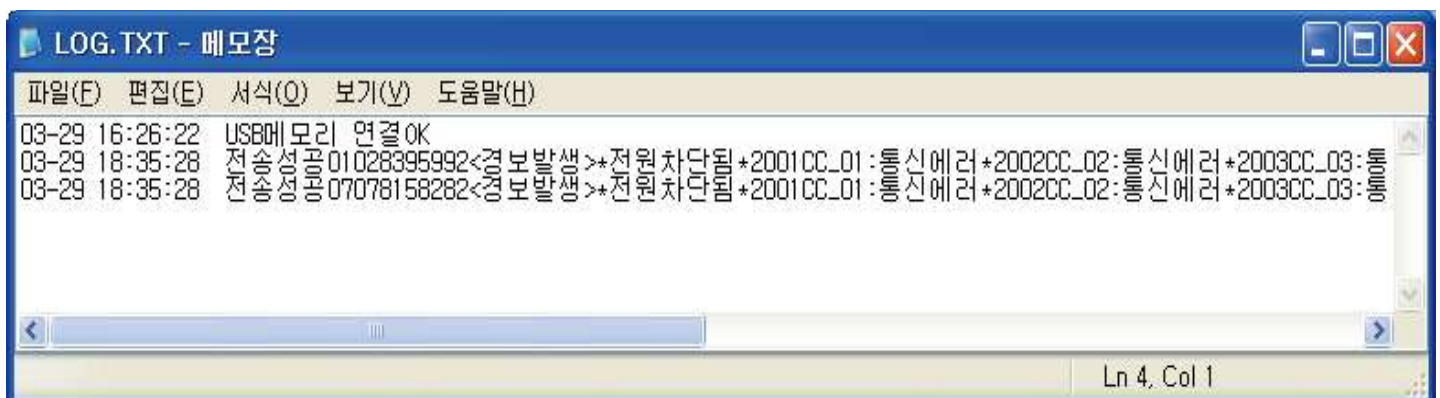 LOG.TXT - 메모장
파일(F) 편집(E) 서식(O) 보기(V) 도움말(H)
03-29 16:26:22 USB메모리 연결OK
03-29 18:35:28 전송성공01028395992<경보발생>*전원차단됨*2001CC_01:통신에러*2002CC_02:통신에러*2003CC_03:통
03-29 18:35:28 전송성공07078158282<경보발생>*전원차단됨*2001CC_01:통신에러*2002CC_02:통신에러*2003CC_03:통
Ln 4, Col 1